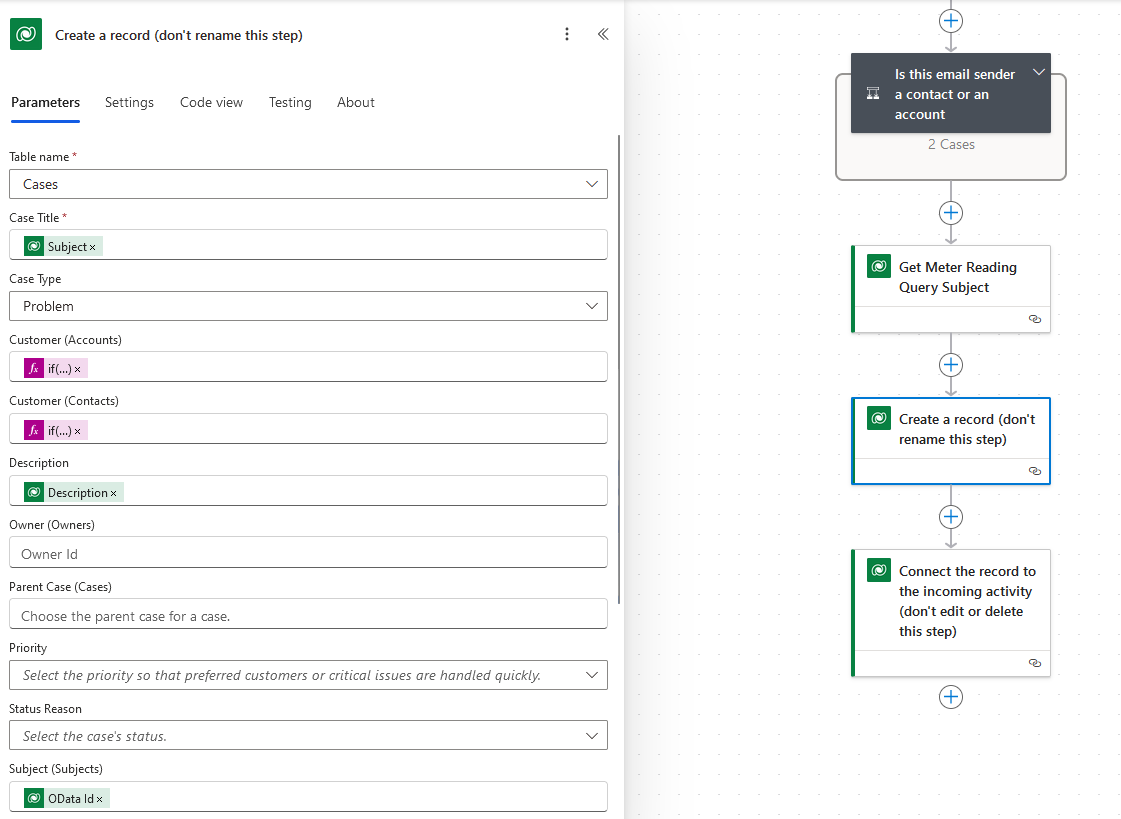 Create a record (don't rename this step)
Parameters
Settings
Code view
Testing
About
Table name *
Cases
Case Title *
Subject ×
Case Type
Problem
Customer (Accounts)
fx if(...) ×
Customer (Contacts)
fx if(...) ×
Description
Description ×
Owner (Owners)
Owner Id
Parent Case (Cases)
Choose the parent case for a case.
Priority
Select the priority so that preferred customers or critical issues are handled quickly.
Status Reason
Select the case's status.
Subject (Subjects)
OData Id ×
Is this email sender
a contact or an
account
2 Cases
Get Meter Reading
Query Subject
Create a record (don't
rename this step)
Connect the record to
the incoming activity
(don't edit or delete
this step)